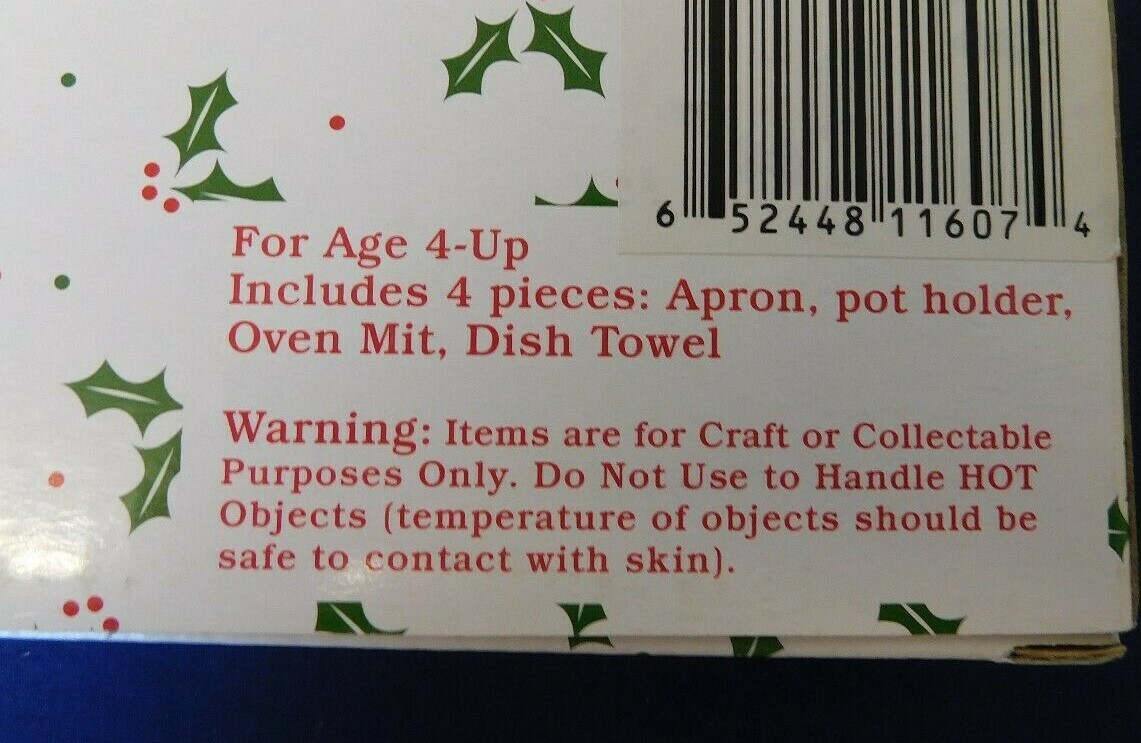 6 52448 11607 4
For Age 4-Up
Includes 4 pieces: Apron, pot holder,
Oven Mit, Dish Towel
Warning: Items are for Craft or Collectable
Purposes Only. Do Not Use to Handle HOT
Objects (temperature of objects should be
safe to contact with skin).